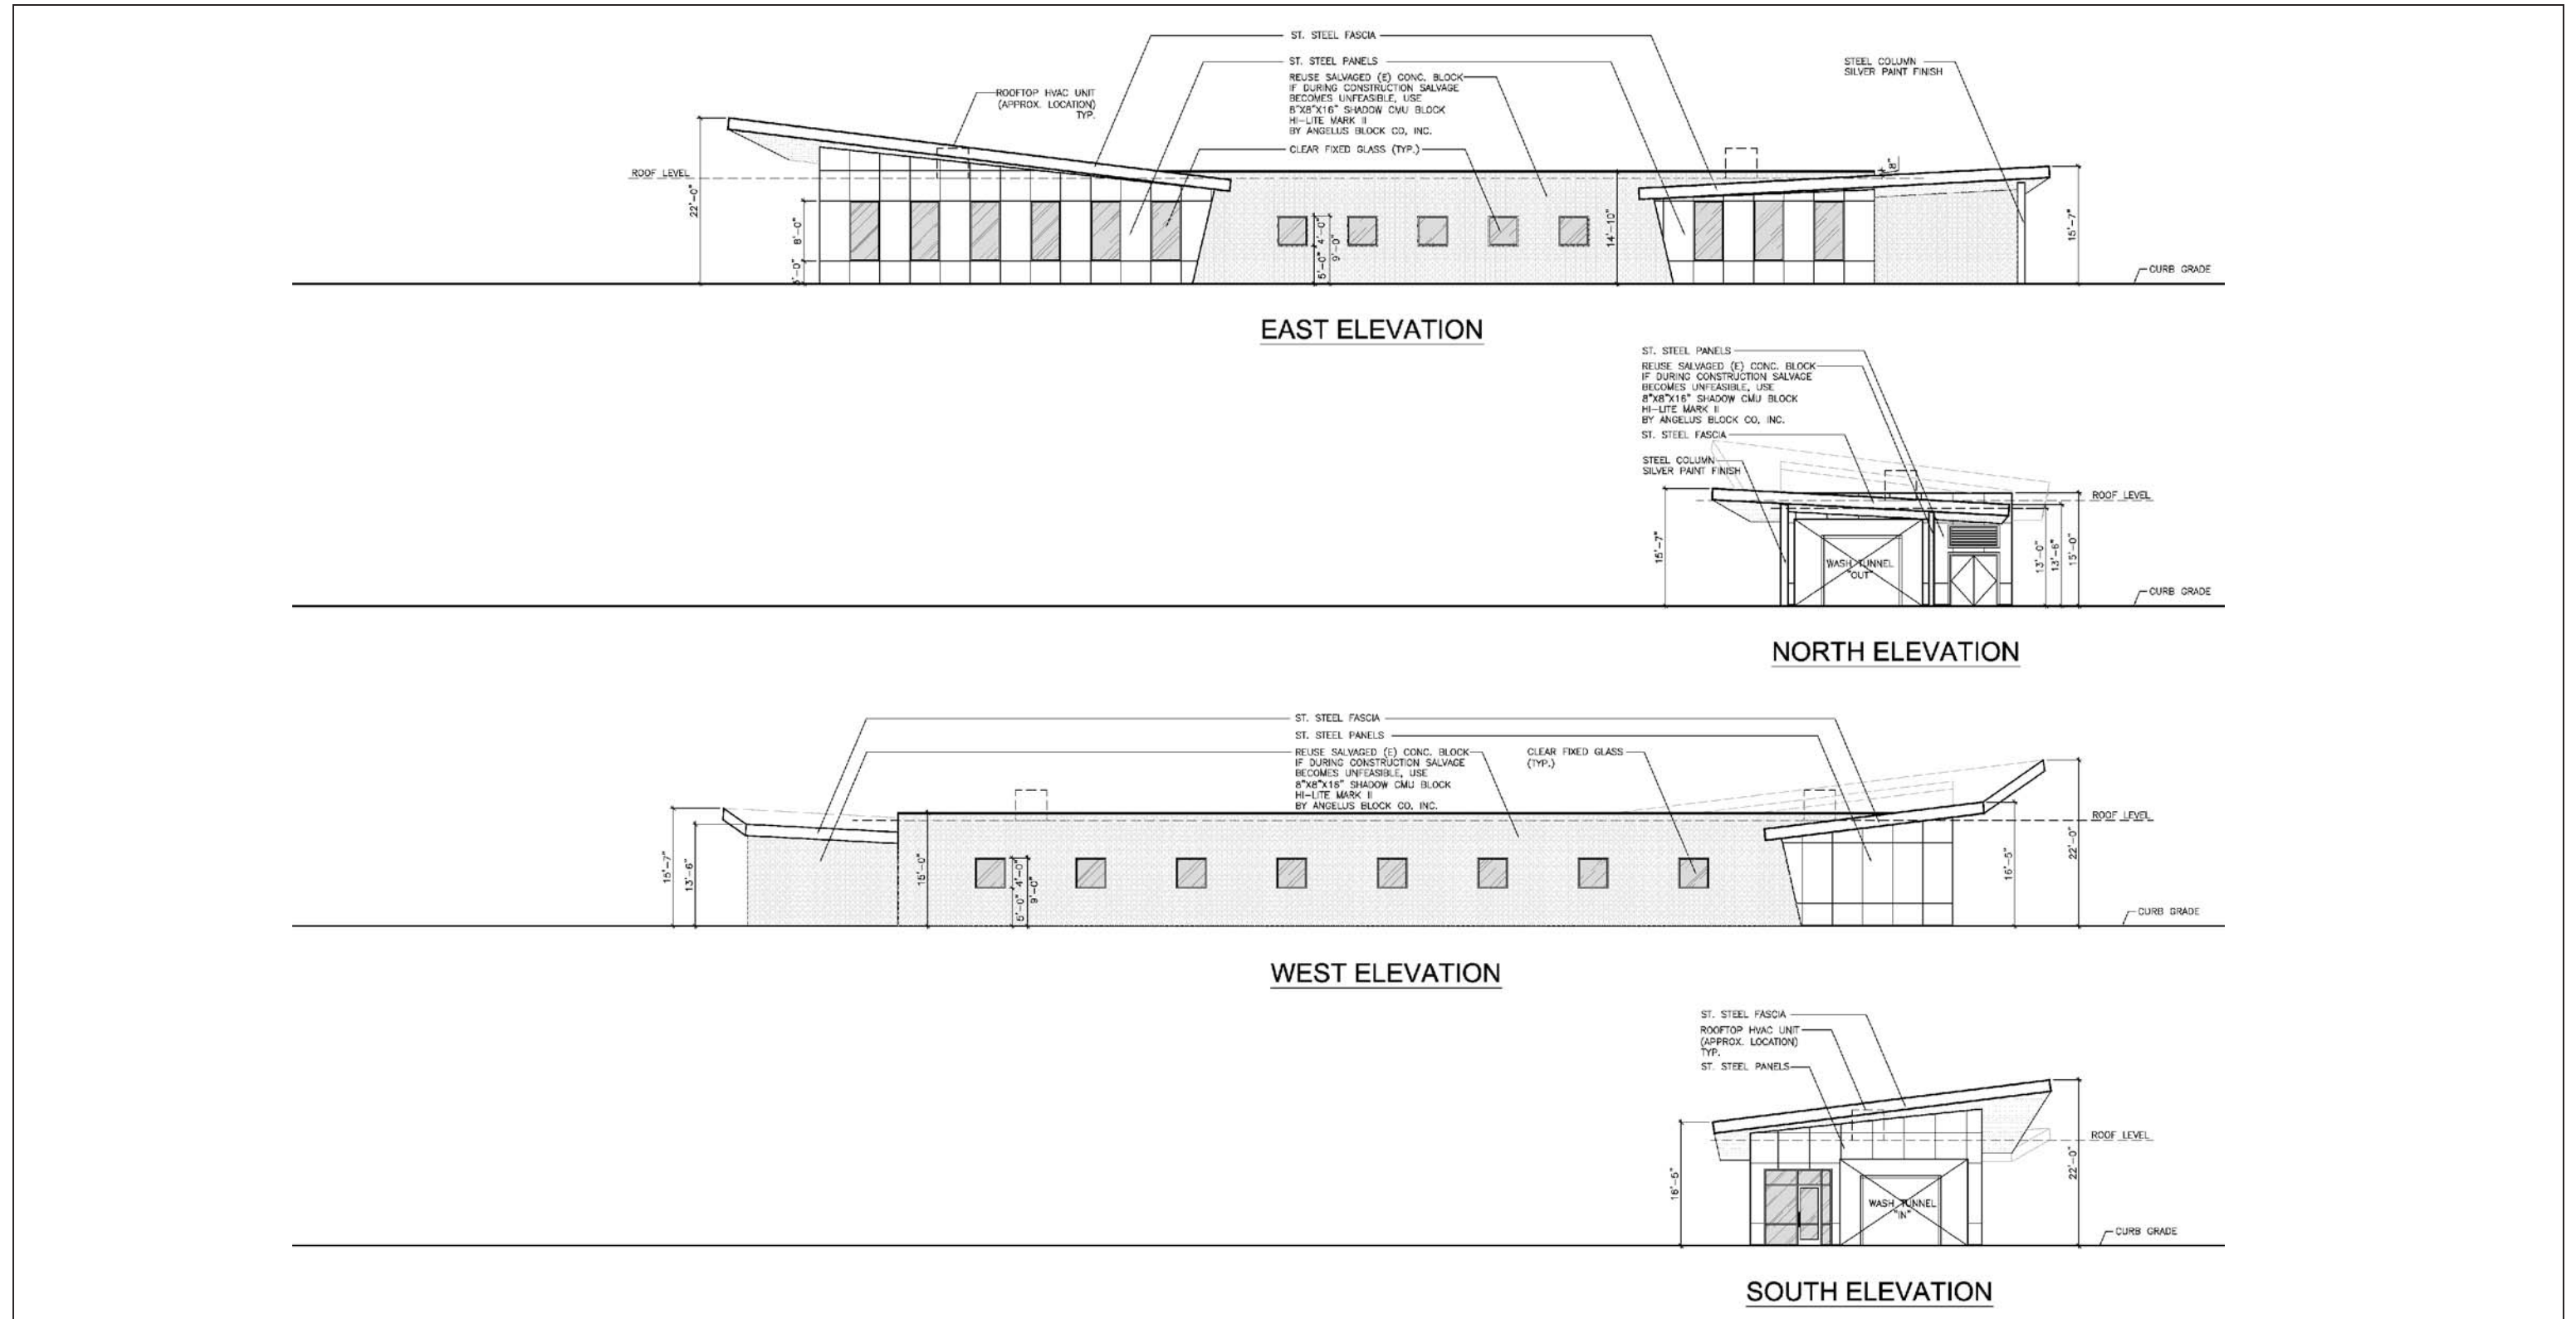 ST. STEEL FASCIA
ST. STEEL PANELS
REUSE SALVAGED (E) CONC. BLOCK
IF DURING CONSTRUCTION SALVAGE
BECOMES UNFEASIBLE, USE
8"X8"X16" SHADOW CMU BLOCK
HI-LITE MARK II
BY ANGELUS BLOCK CO, INC.
CLEAR FIXED GLASS (TYP.)
STEEL COLUMN
SILVER PAINT FINISH
ROOFTOP HVAC UNIT
(APPROX. LOCATION)
TYP.
ROOF LEVEL
22'-0"
8'-0"
3'-0"
5'-0"
4'-0"
9'-0"
14'-10"
8"
15'-7"
CURB GRADE
EAST ELEVATION
ST. STEEL PANELS
REUSE SALVAGED (E) CONC. BLOCK
IF DURING CONSTRUCTION SALVAGE
BECOMES UNFEASIBLE, USE
8"X8"X16" SHADOW CMU BLOCK
HI-LITE MARK II
BY ANGELUS BLOCK CO, INC.
ST. STEEL FASCIA
STEEL COLUMN
SILVER PAINT FINISH
ROOF LEVEL
15'-7"
WASH TUNNEL
"OUT"
13'-0"
13'-6"
15'-0"
CURB GRADE
NORTH ELEVATION
ST. STEEL FASCIA
ST. STEEL PANELS
REUSE SALVAGED (E) CONC. BLOCK
IF DURING CONSTRUCTION SALVAGE
BECOMES UNFEASIBLE, USE
8"X8"X16" SHADOW CMU BLOCK
HI-LITE MARK II
BY ANGELUS BLOCK CO, INC.
CLEAR FIXED GLASS
(TYP.)
ROOF LEVEL
15'-7"
13'-6"
15'-0"
5'-0"
4'-0"
9'-0"
16'-5"
22'-0"
CURB GRADE
WEST ELEVATION
ST. STEEL FASCIA
ROOFTOP HVAC UNIT
(APPROX. LOCATION)
TYP.
ST. STEEL PANELS
ROOF LEVEL
16'-5"
22'-0"
WASH TUNNEL
"IN"
CURB GRADE
SOUTH ELEVATION